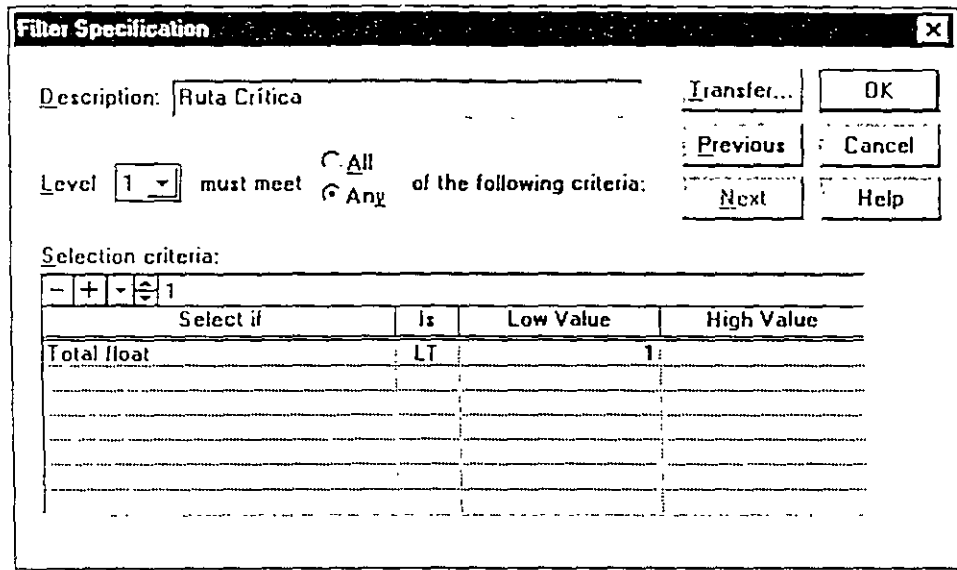 Filter Specification
Description: Ruta Crítica
Transfer... OK
Previous Cancel
Level 1 must meet All Any of the following criteria:
Next Help
Selection criteria:
- + 1
Select if Is Low Value High Value
Total float LT 1